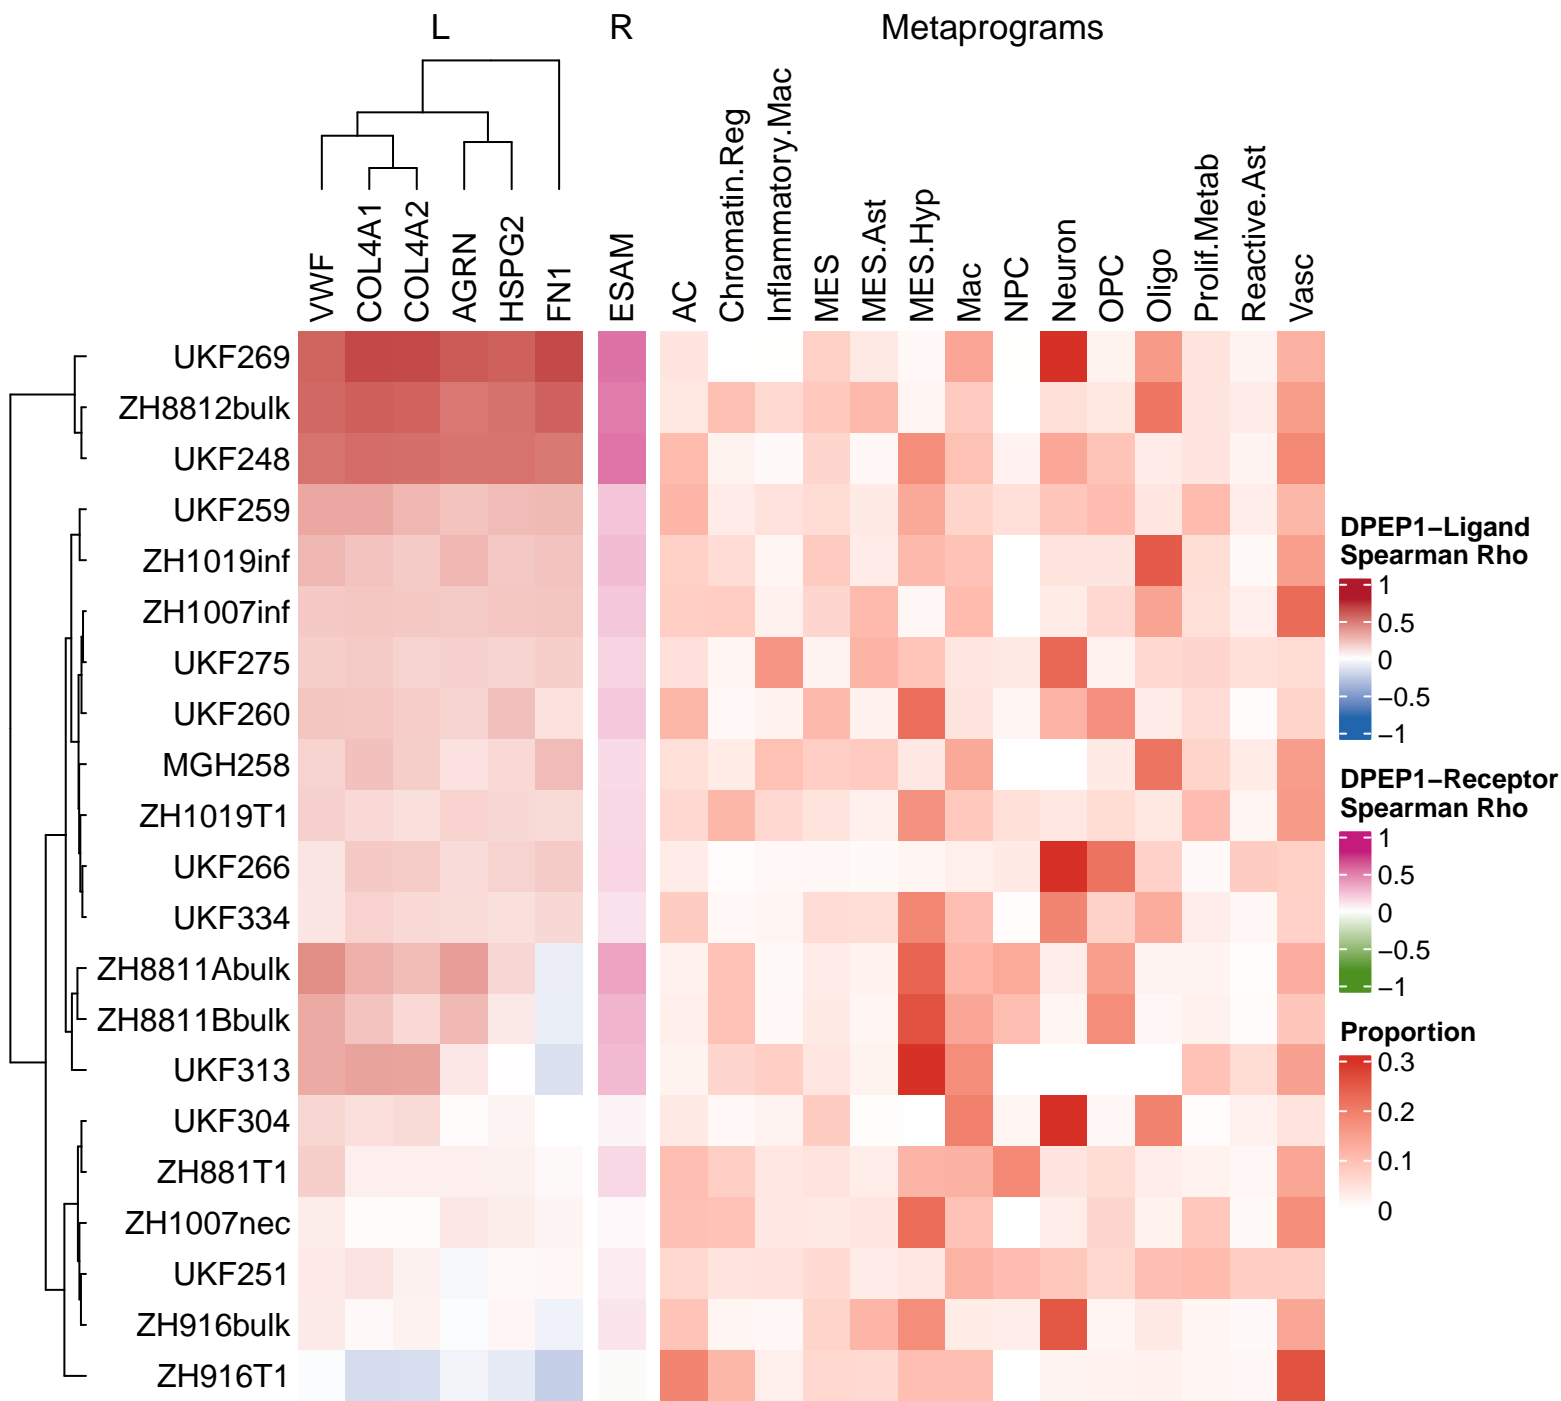 L
R
Metaprograms
VWF
COL4A1
COL4A2
AGRN
HSPG2
FN1
ESAM
AC
Chromatin.Reg
Inflammatory.Mac
MES
MES.Ast
MES.Hyp
Mac
NPC
Neuron
OPC
Oligo
Prolif.Metab
Reactive.Ast
Vasc
UKF269
ZH8812bulk
UKF248
UKF259
ZH1019inf
ZH1007inf
UKF275
UKF260
MGH258
ZH1019T1
UKF266
UKF334
ZH8811Abulk
ZH8811Bbulk
UKF313
UKF304
ZH881T1
ZH1007nec
UKF251
ZH916bulk
ZH916T1
DPEP1−Ligand
Spearman Rho
1
0.5
0
−0.5
−1
DPEP1−Receptor
Spearman Rho
1
0.5
0
−0.5
−1
Proportion
0.3
0.2
0.1
0